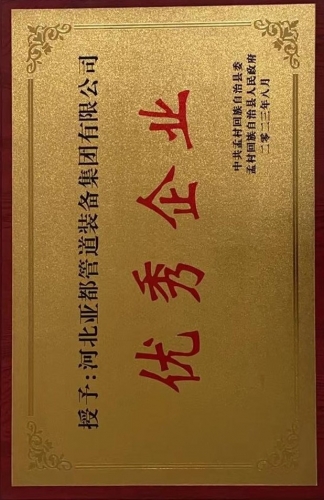 授予:河北亚都管道装备集团有限公司
优秀企业
中共孟村回族自治县委
孟村回族自治县人民政府
二零二三年八月